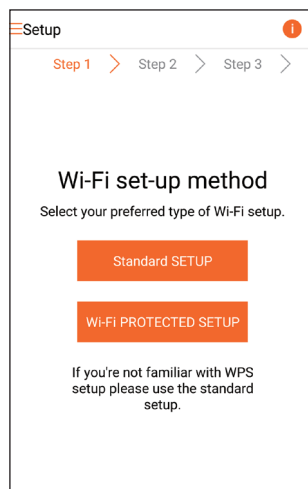 Setup
Step 1 Step 2 Step 3
Wi-Fi set-up method
Select your preferred type of Wi-Fi setup.
Standard SETUP
Wi-Fi PROTECTED SETUP
If you're not familiar with WPS
setup please use the standard
setup.